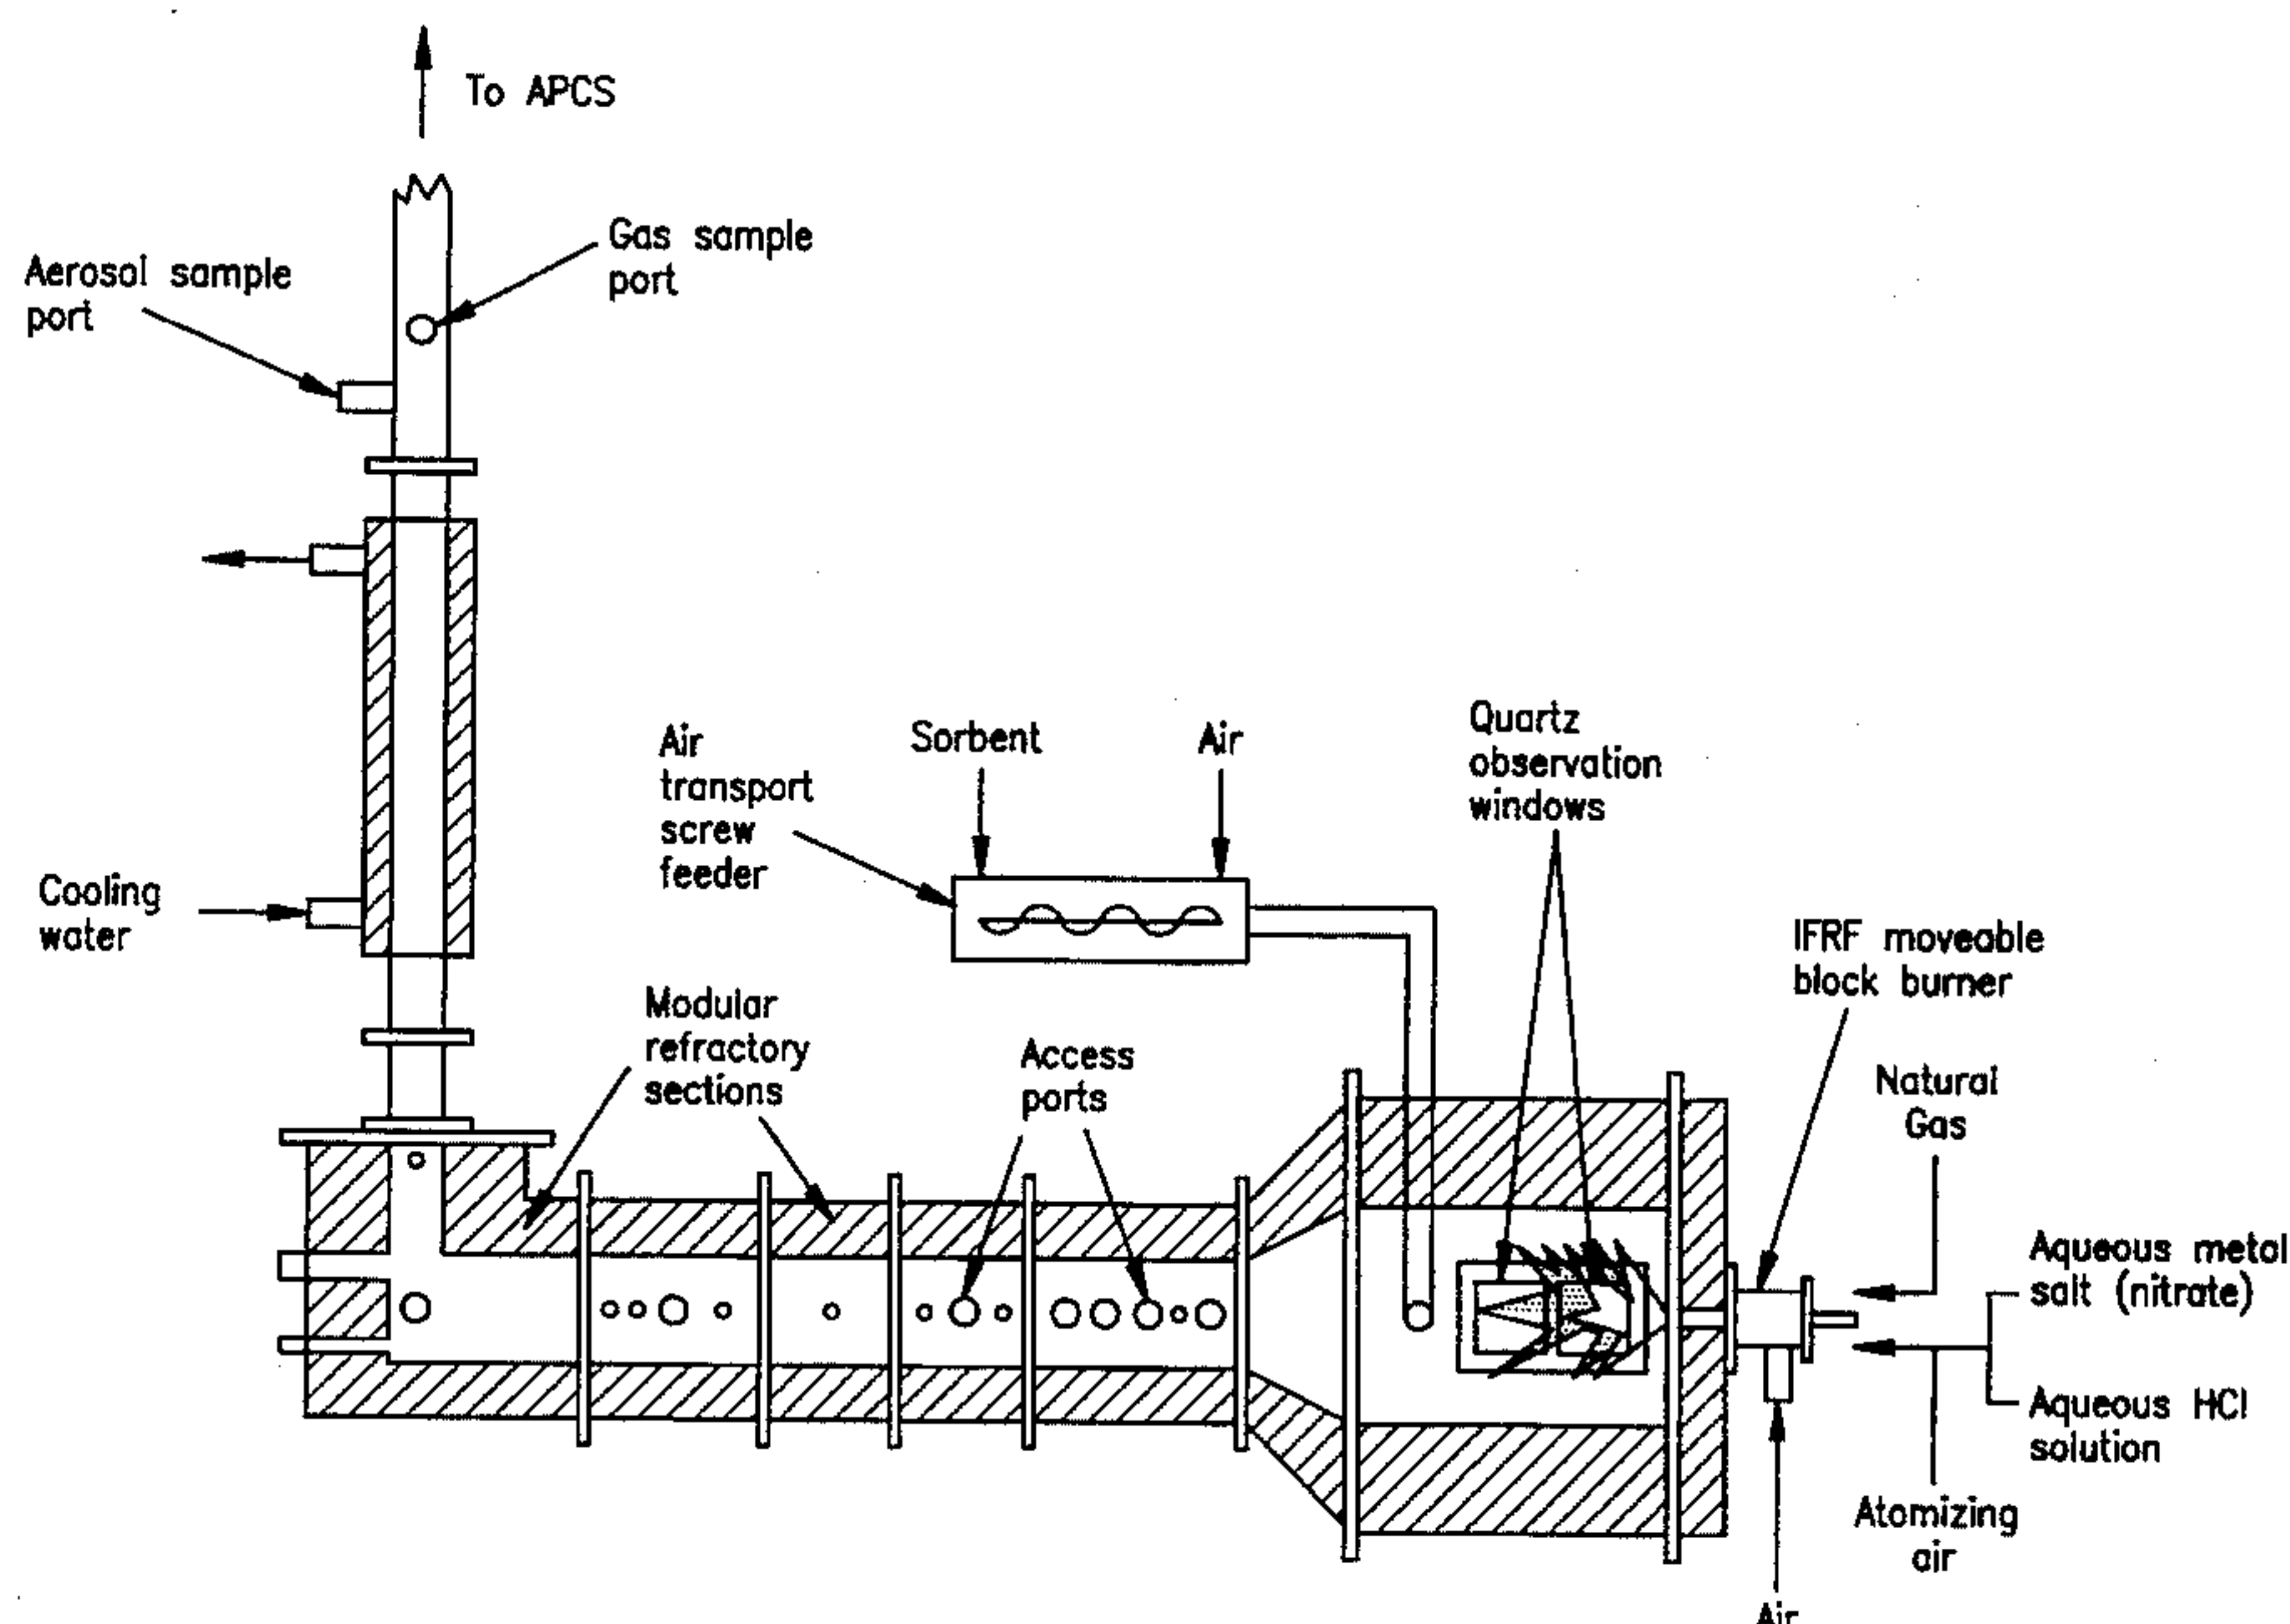 To APCS
Gas sample
port
Aerosol sample
port
Cooling
water
Air
transport
screw
feeder
Sorbent
Air
Quartz
observation
windows
IFRF moveable
block burner
Modular
refractory
sections
Access
ports
Natural
Gas
Aqueous metal
salt (nitrate)
Aqueous HCl
solution
Atomizing
air
Air